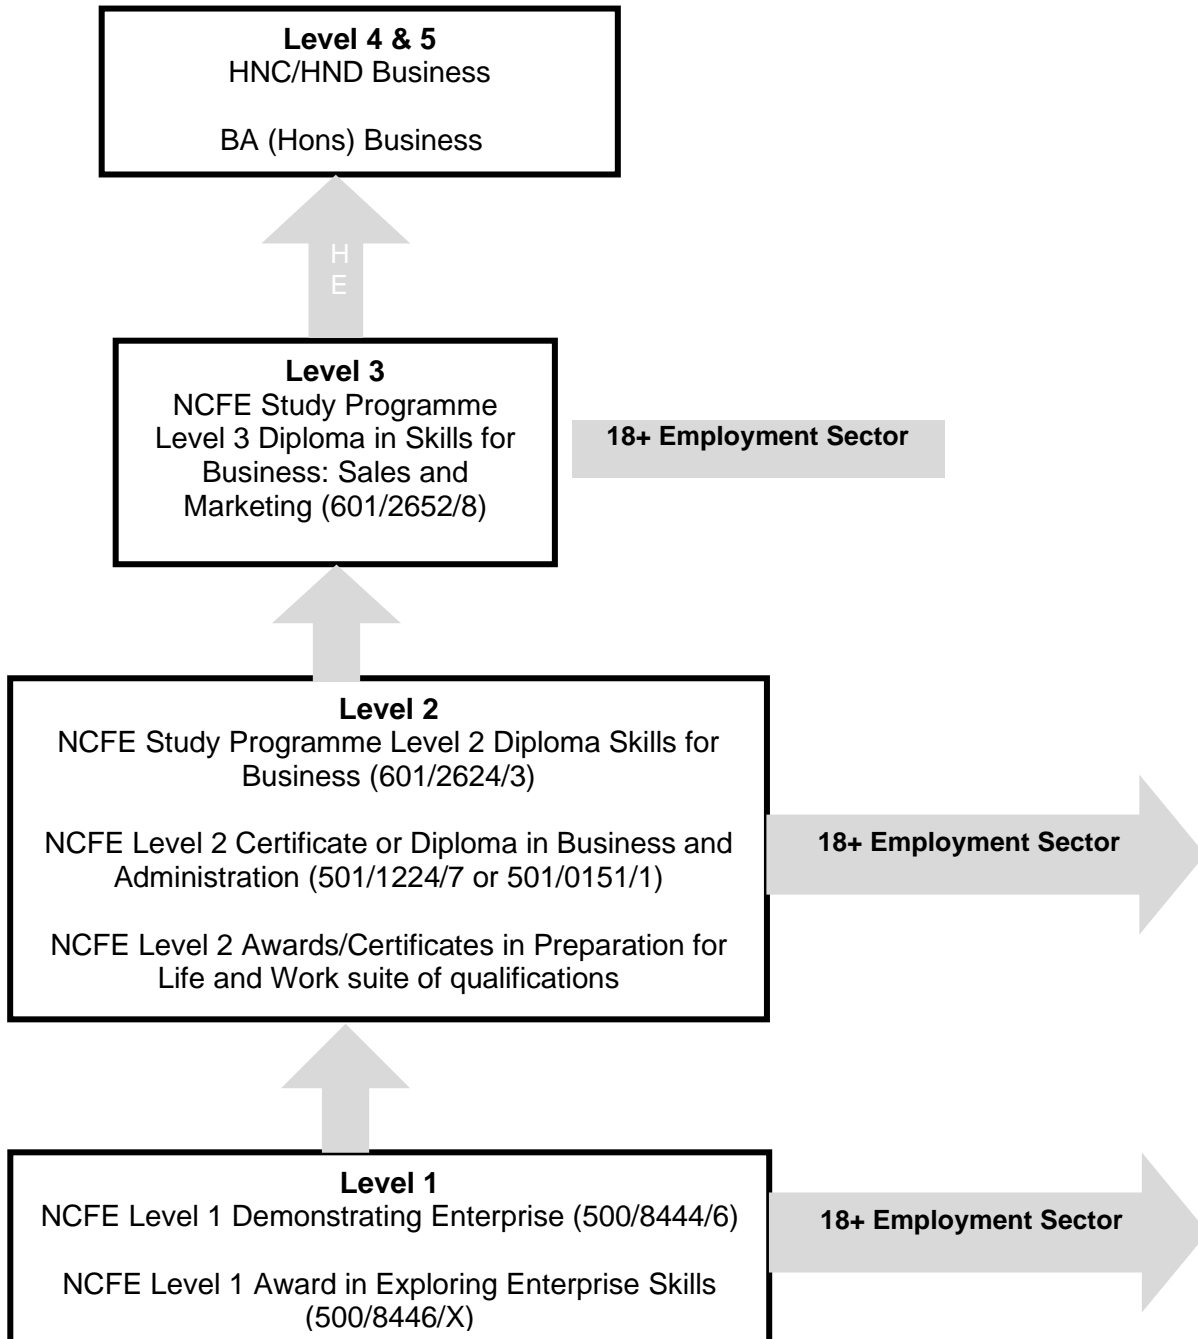 Level 4 & 5
HNC/HND Business
BA (Hons) Business
H
E
Level 3
NCFE Study Programme
Level 3 Diploma in Skills for
Business: Sales and
Marketing (601/2652/8)
18+ Employment Sector
Level 2
NCFE Study Programme Level 2 Diploma Skills for
Business (601/2624/3)
NCFE Level 2 Certificate or Diploma in Business and
Administration (501/1224/7 or 501/0151/1)
NCFE Level 2 Awards/Certificates in Preparation for
Life and Work suite of qualifications
18+ Employment Sector
Level 1
NCFE Level 1 Demonstrating Enterprise (500/8444/6)
NCFE Level 1 Award in Exploring Enterprise Skills
(500/8446/X)
18+ Employment Sector